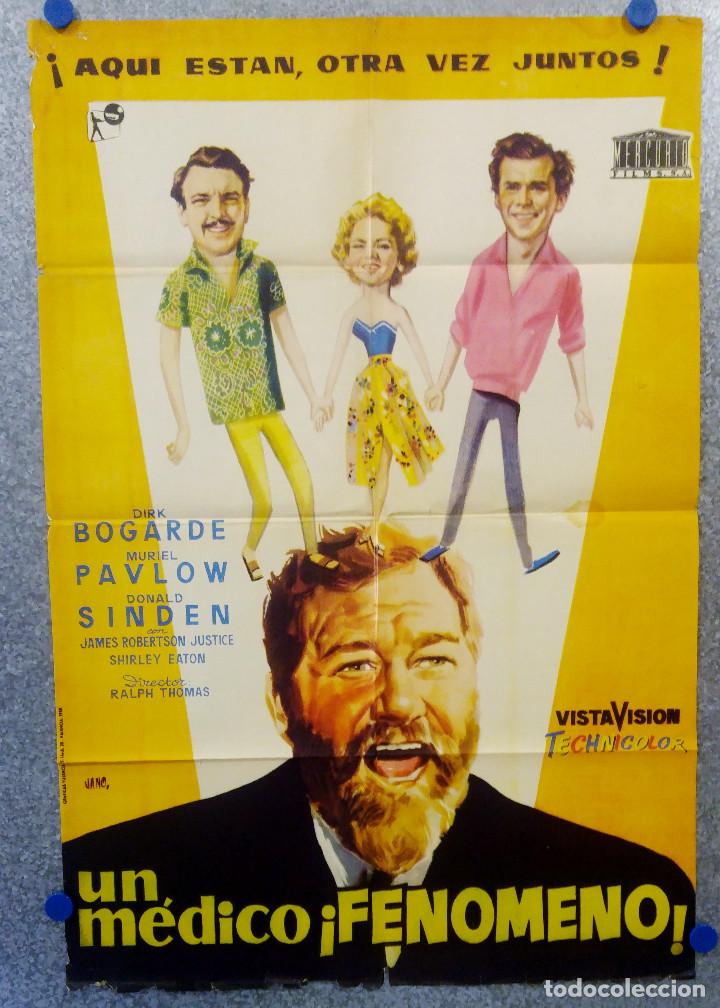 ¡ AQUI ESTAN, OTRA VEZ JUNTOS !
MERCURIO
FILMS, S.A.
DIRK
BOGARDE
MURIEL
PAVLOW
DONALD
SINDEN
con
JAMES ROBERTSON JUSTICE
SHIRLEY EATON
Director:
RALPH THOMAS
VISTAVISION
TECHNICOLOR
JANO,
un
médico ¡FENOMENO!
todocoleccion